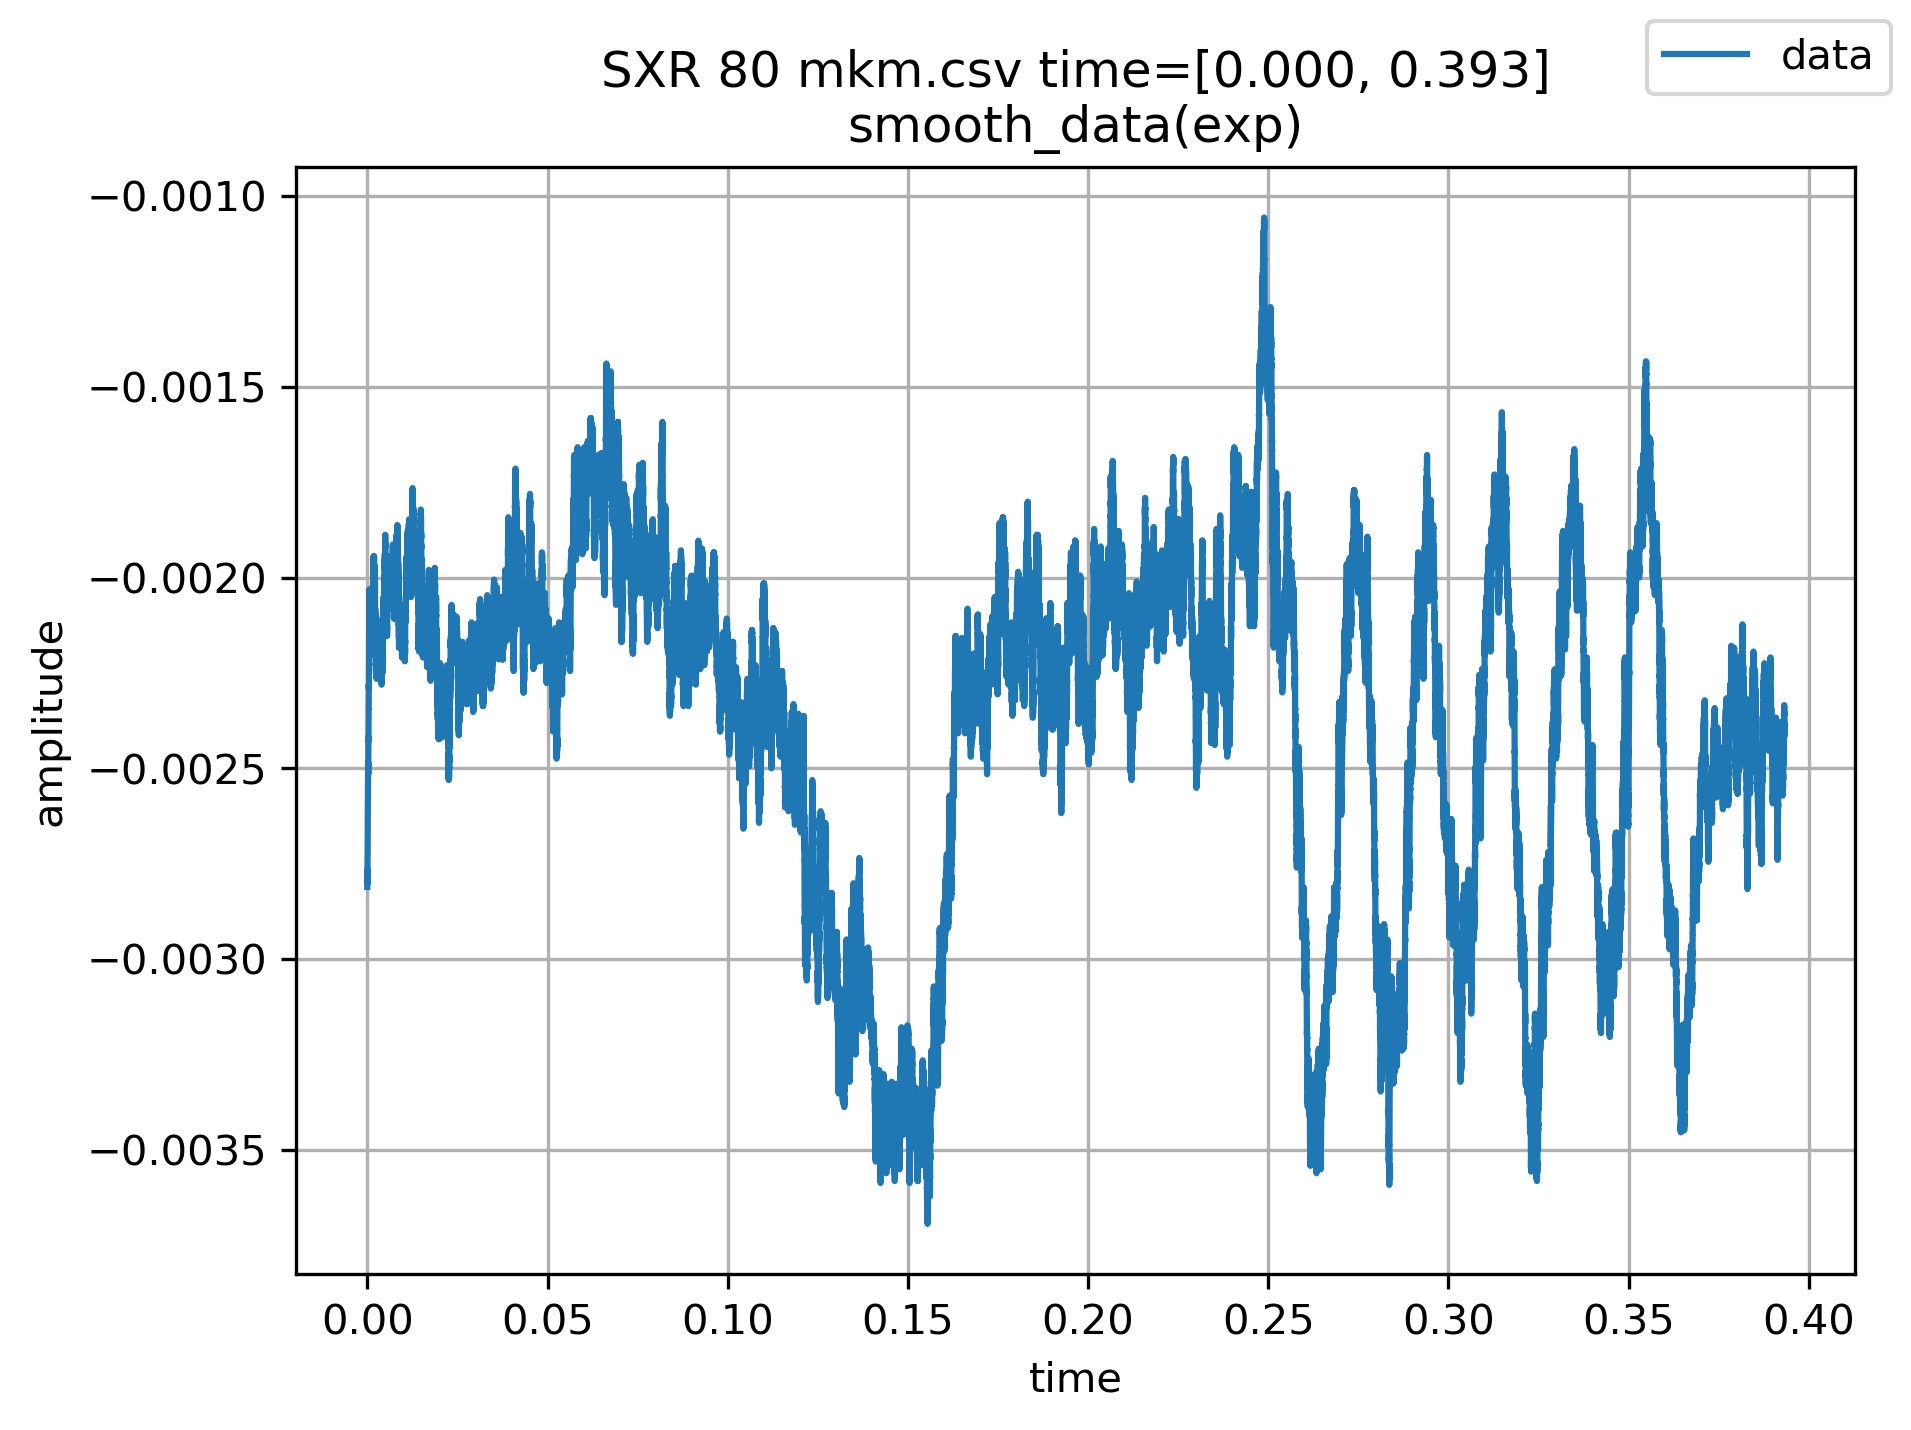 SXR 80 mkm.csv time=[0.000, 0.393]
smooth_data(exp)
data
−0.0010
−0.0015
−0.0020
−0.0025
−0.0030
−0.0035
amplitude
0.00 0.05 0.10 0.15 0.20 0.25 0.30 0.35 0.40
time